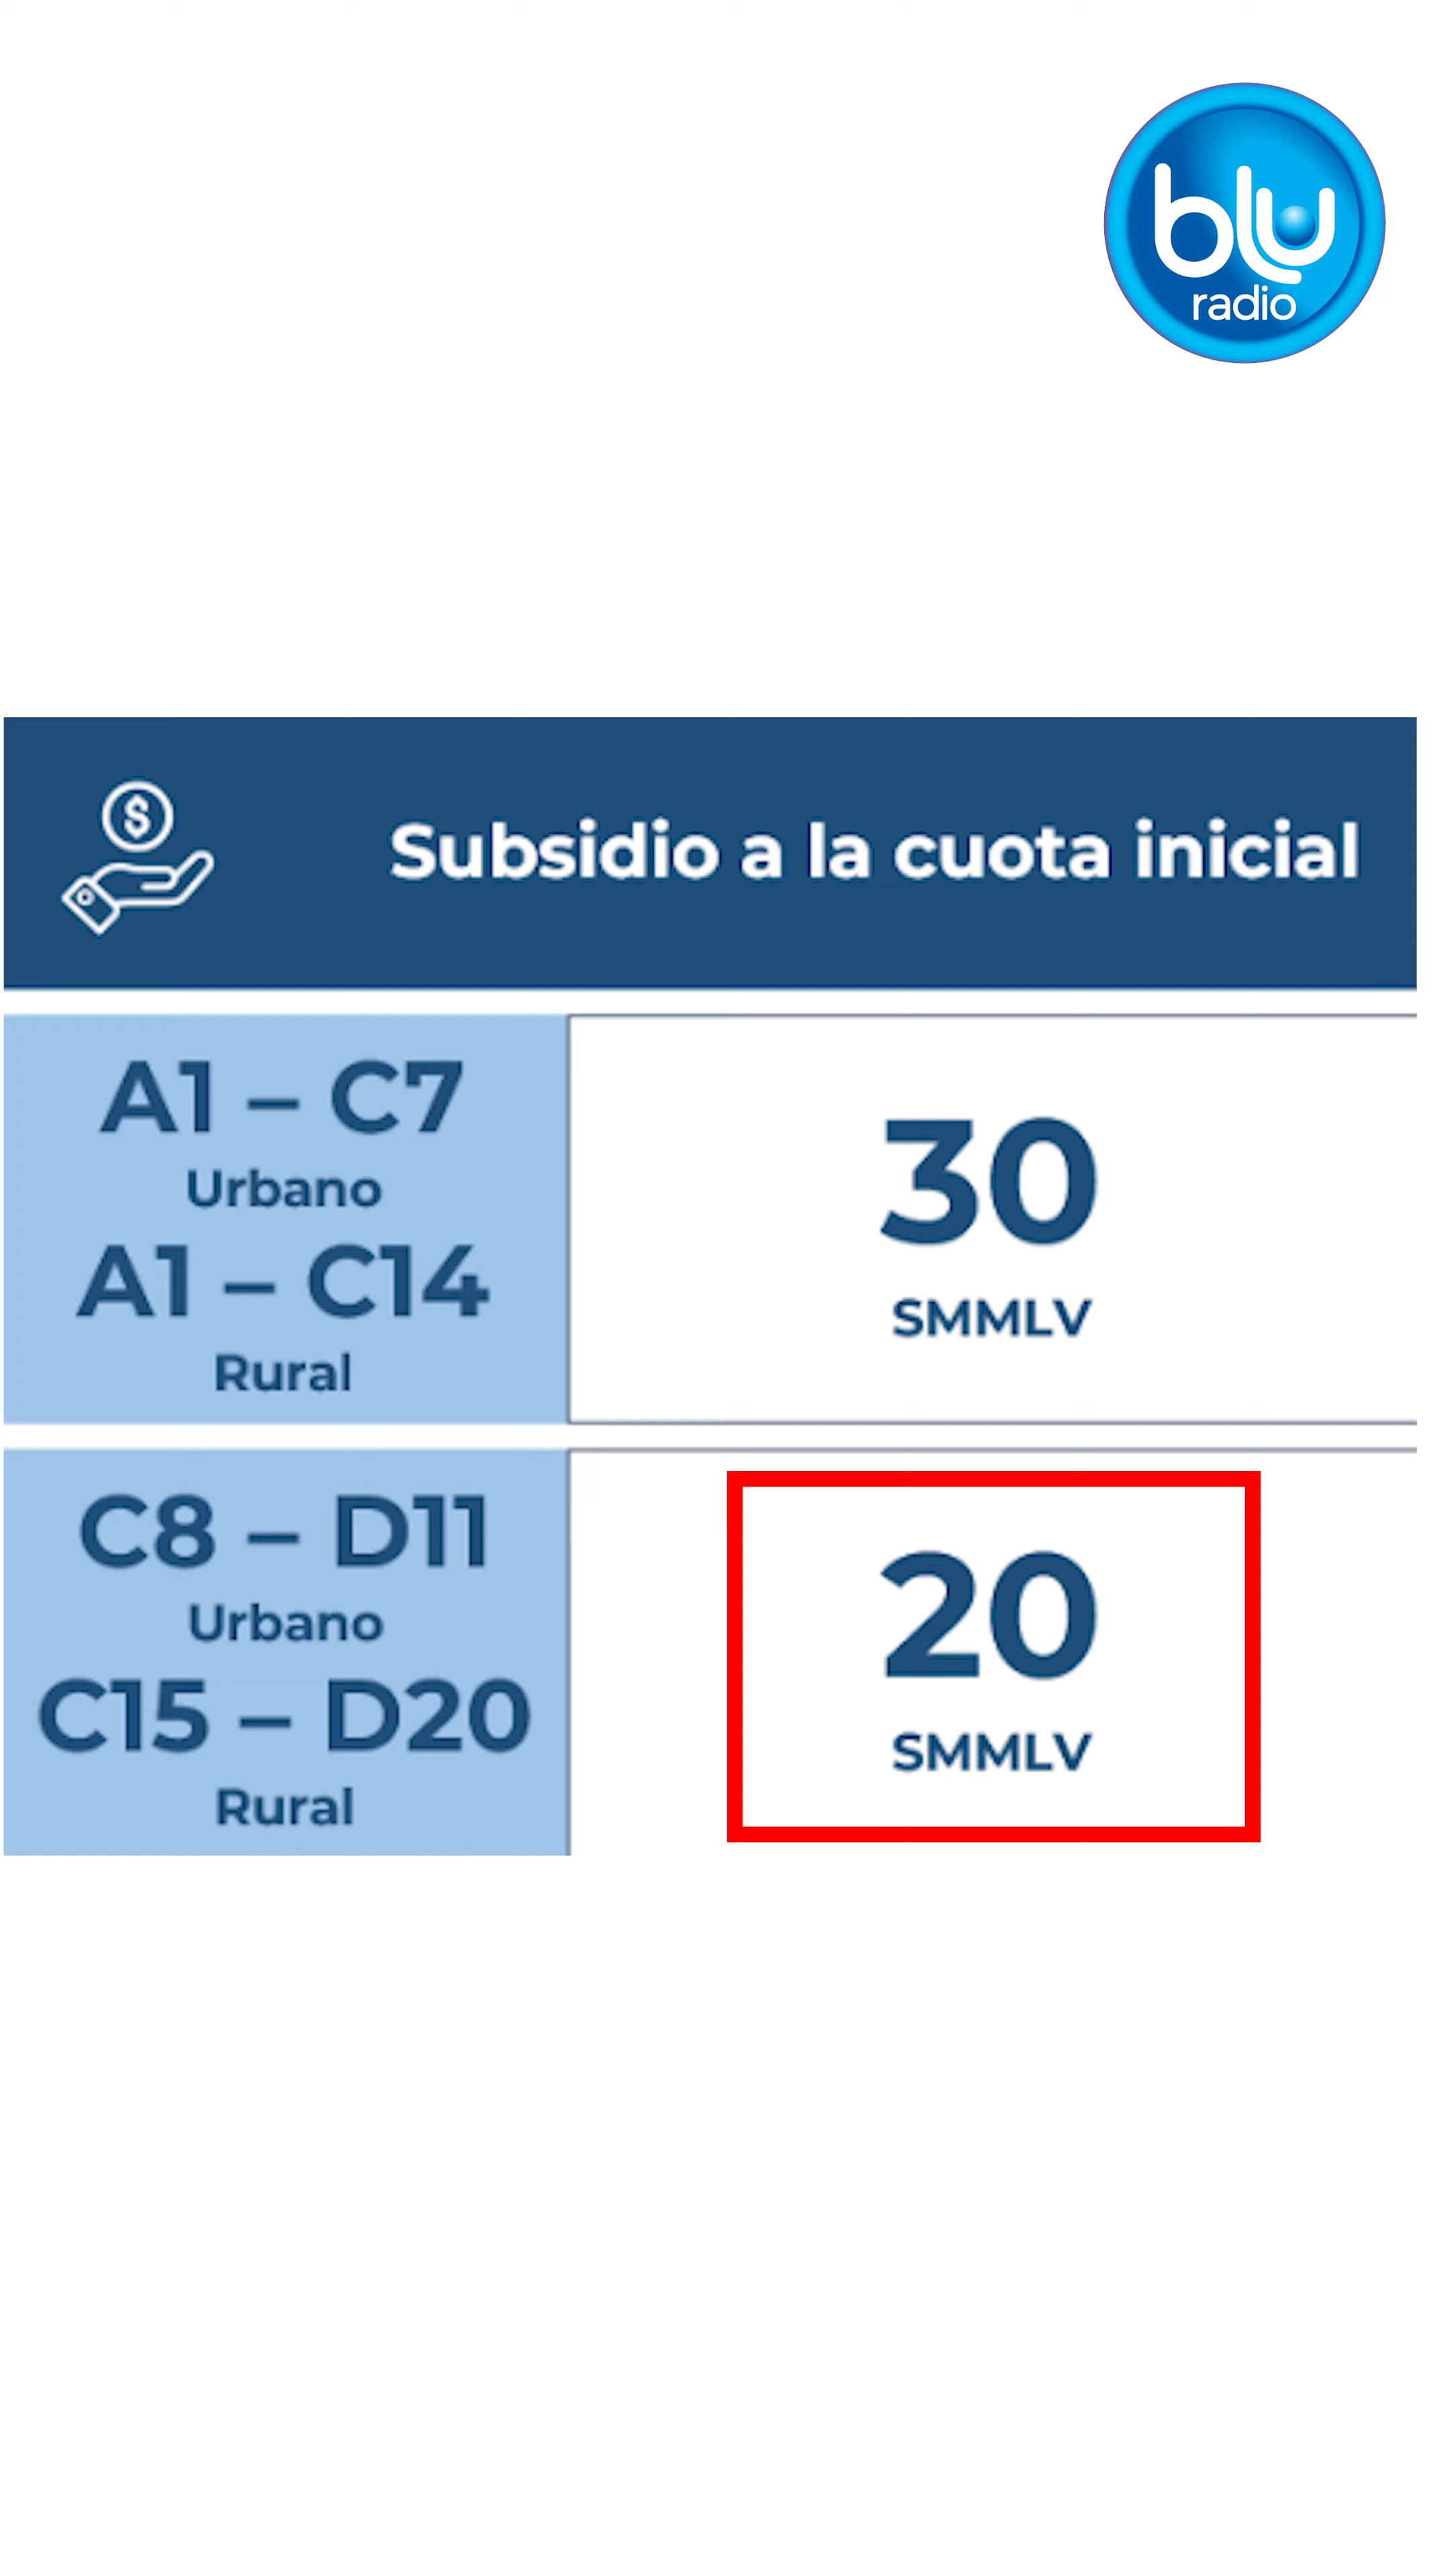 blu
radio
$
Subsidio a la cuota inicial
A1 – C7
Urbano
A1 – C14
Rural
30
SMMLV
C8 – D11
Urbano
C15 – D20
Rural
20
SMMLV